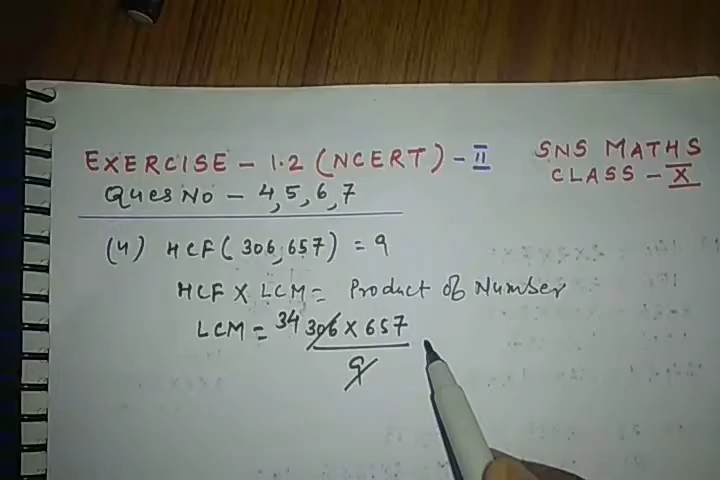 EXERCISE - 1.2 (NCERT) - II
SNS MATHS
CLASS - X
Ques No - 4,5,6,7
(4) HCF(306,657) = 9
HCF X LCM = Product of Number
LCM = 34 306 X 657
9